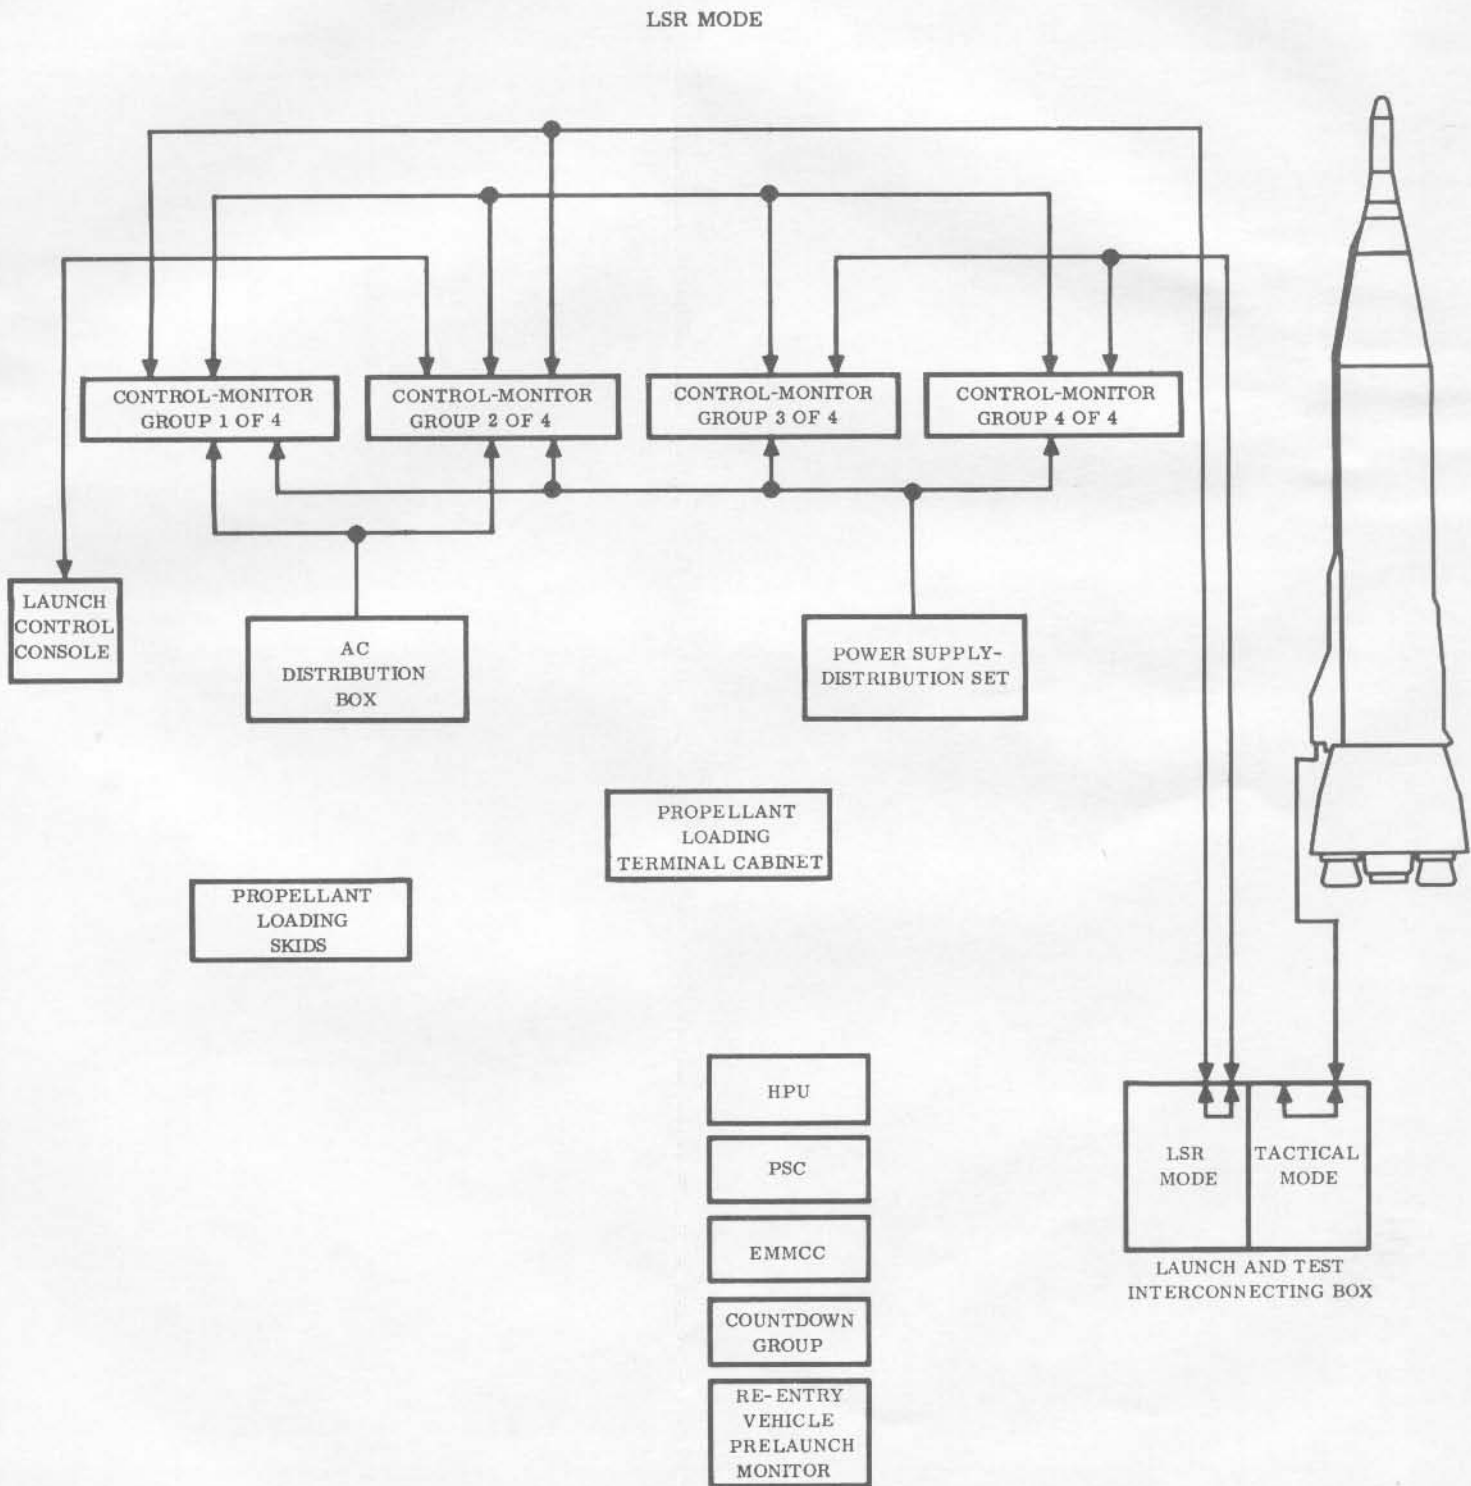 LSR MODE
CONTROL-MONITOR
GROUP 1 OF 4
CONTROL-MONITOR
GROUP 2 OF 4
CONTROL-MONITOR
GROUP 3 OF 4
CONTROL-MONITOR
GROUP 4 OF 4
LAUNCH
CONTROL
CONSOLE
AC
DISTRIBUTION
BOX
POWER SUPPLY-
DISTRIBUTION SET
PROPELLANT
LOADING
TERMINAL CABINET
PROPELLANT
LOADING
SKIDS
HPU
PSC
EMMCC
COUNTDOWN
GROUP
RE-ENTRY
VEHICLE
PRELAUNCH
MONITOR
LSR
MODE
TACTICAL
MODE
LAUNCH AND TEST
INTERCONNECTING BOX